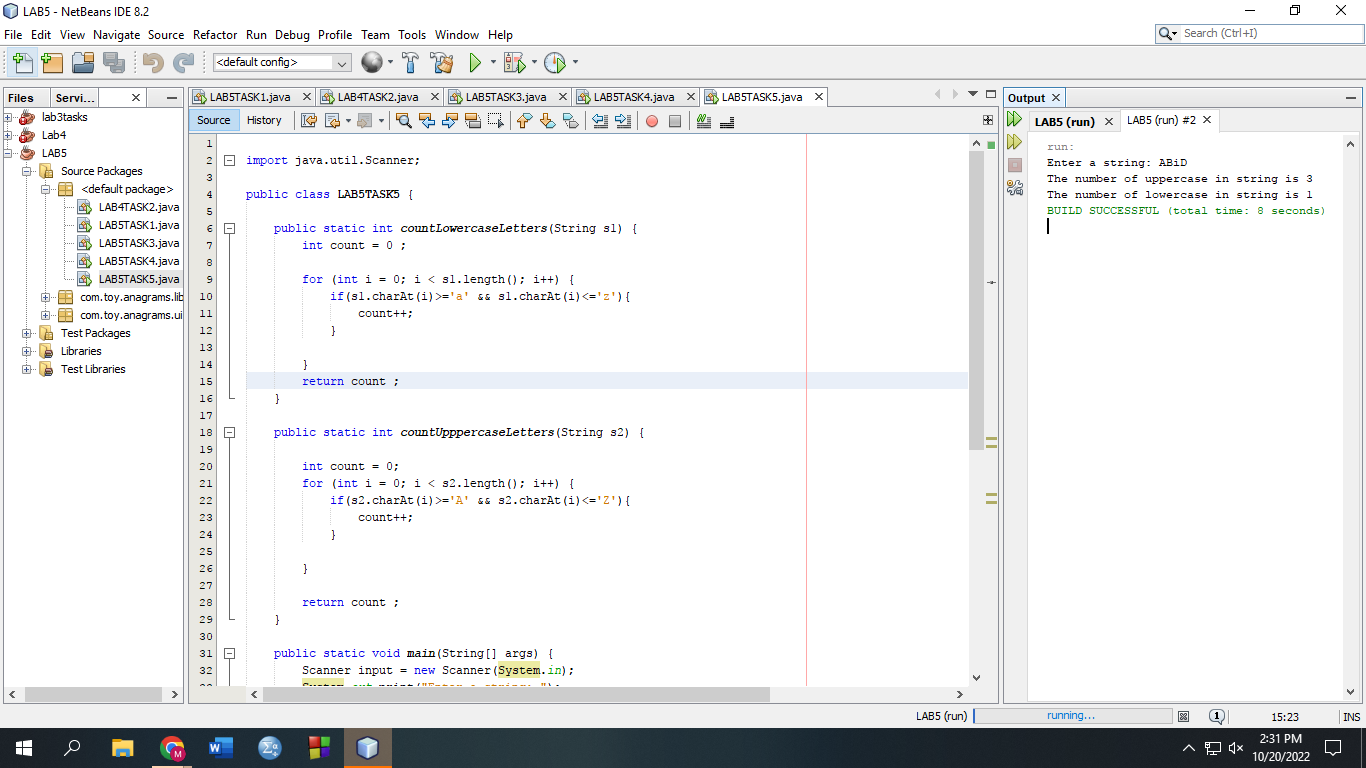 LAB5 - NetBeans IDE 8.2
File Edit View Navigate Source Refactor Run Debug Profile Team Tools Window Help
Search (Ctrl+I)
<default config>
Files Servi...
lab3tasks
Lab4
LAB5
Source Packages
<default package>
LAB4TASK2.java
LAB5TASK1.java
LAB5TASK3.java
LAB5TASK4.java
LAB5TASK5.java
com.toy.anagrams.lib
com.toy.anagrams.ui
Test Packages
Libraries
Test Libraries
LAB5TASK1.java LAB4TASK2.java LAB5TASK3.java LAB5TASK4.java LAB5TASK5.java
Source History
1
2 import java.util.Scanner;
3
4 public class LAB5TASK5 {
5
6 public static int countLowercaseLetters(String s1) {
7 int count = 0 ;
8
9 for (int i = 0; i < s1.length(); i++) {
10 if(s1.charAt(i)>='a' && s1.charAt(i)<='z'){
11 count++;
12 }
13
14 }
15 return count ;
16 }
17
18 public static int countUpppercaseLetters(String s2) {
19
20 int count = 0;
21 for (int i = 0; i < s2.length(); i++) {
22 if(s2.charAt(i)>='A' && s2.charAt(i)<='Z'){
23 count++;
24 }
25
26 }
27
28 return count ;
29 }
30
31 public static void main(String[] args) {
32 Scanner input = new Scanner(System.in);
Output
LAB5 (run) LAB5 (run) #2
run:
Enter a string: ABiD
The number of uppercase in string is 3
The number of lowercase in string is 1
BUILD SUCCESSFUL (total time: 8 seconds)
LAB5 (run) running... 1 15:23 INS
2:31 PM
10/20/2022